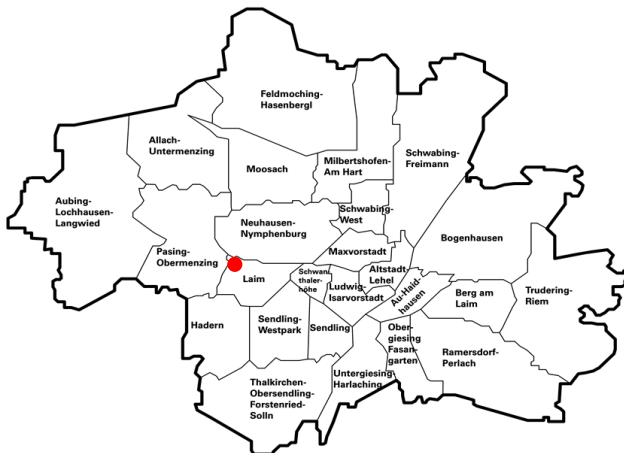 Feldmoching-
Hasenbergl
Allach-
Untermenzing
Moosach
Milbertshofen-
Am Hart
Schwabing-
Freimann
Aubing-
Lochhausen-
Langwied
Schwabing-
West
Neuhausen-
Nymphenburg
Bogenhausen
Pasing-
Obermenzing
Maxvorstadt
Laim
Schwan-
thaler-
höhe
Altstadt-
Lehel
Ludwig-
Isarvorstadt
Au-Haid-
hausen
Berg am
Laim
Trudering-
Riem
Hadern
Sendling-
Westpark
Sendling
Ober-
giesing
Fasan-
garten
Ramersdorf-
Perlach
Untergiesing-
Harlaching
Thalkirchen-
Obersendling-
Forstenried-
Solln